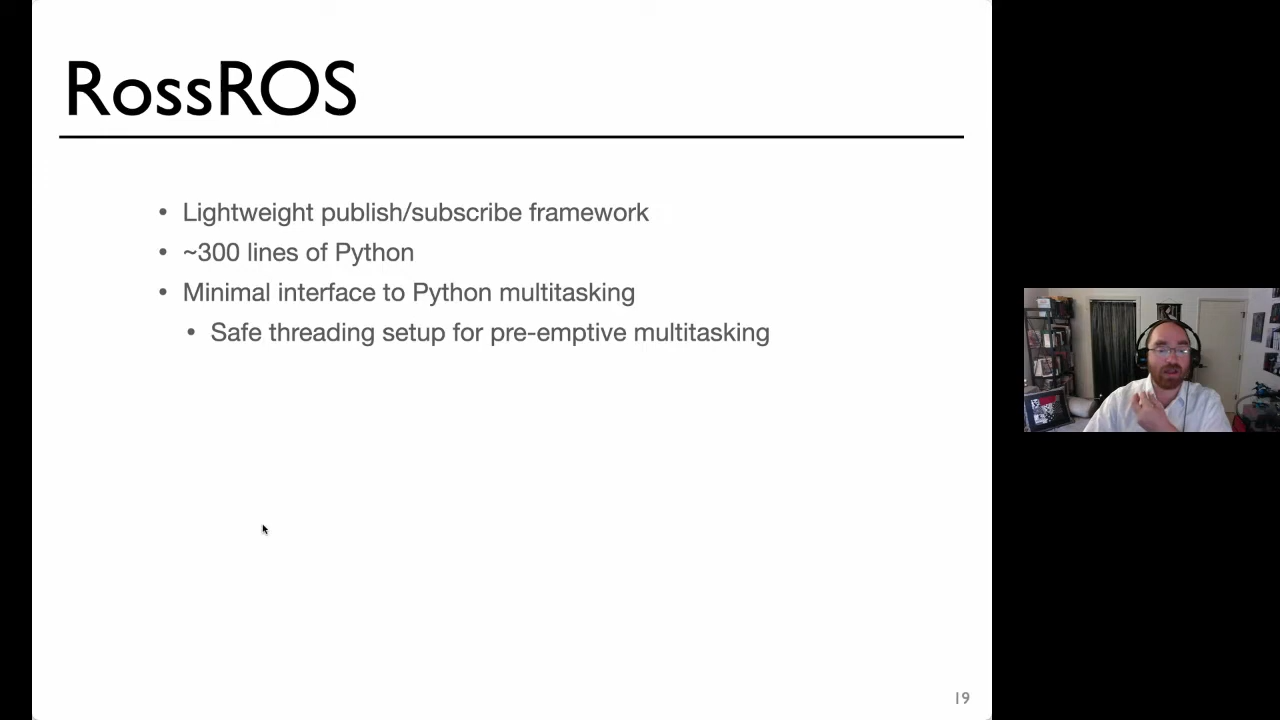 RossROS
• Lightweight publish/subscribe framework
• ~300 lines of Python
• Minimal interface to Python multitasking
• Safe threading setup for pre-emptive multitasking
19